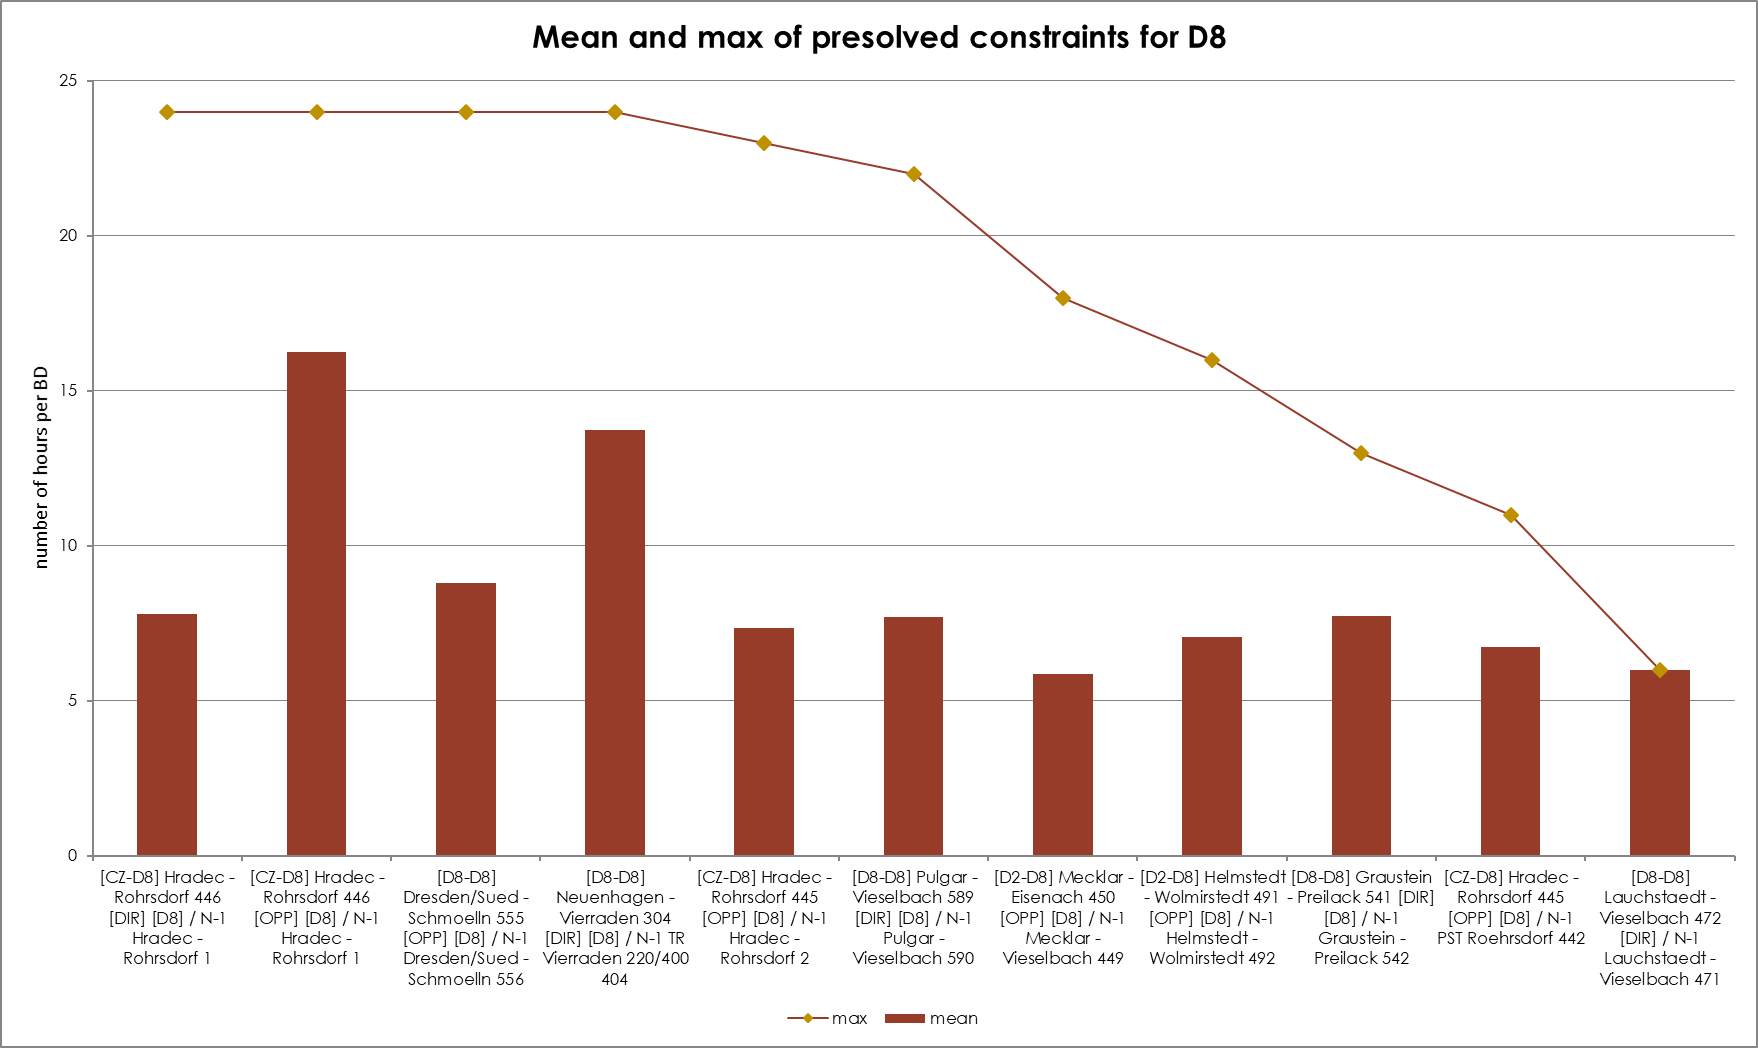 Mean and max of presolved constraints for D8
number of hours per BD
25
20
15
10
5
0
[CZ-D8] Hradec -
Rohrsdorf 446
[DIR] [D8] / N-1
Hradec -
Rohrsdorf 1
[CZ-D8] Hradec -
Rohrsdorf 446
[OPP] [D8] / N-1
Hradec -
Rohrsdorf 1
[D8-D8]
Dresden/Sued -
Schmoelln 555
[OPP] [D8] / N-1
Dresden/Sued -
Schmoelln 556
[D8-D8]
Neuenhagen -
Vierraden 304
[DIR] [D8] / N-1 TR
Vierraden 220/400
404
[CZ-D8] Hradec -
Rohrsdorf 445
[OPP] [D8] / N-1
Hradec -
Rohrsdorf 2
[D8-D8] Pulgar -
Vieselbach 589
[DIR] [D8] / N-1
Pulgar -
Vieselbach 590
[D2-D8] Mecklar -
Eisenach 450
[OPP] [D8] / N-1
Mecklar -
Vieselbach 449
[D2-D8] Helmstedt
- Wolmirstedt 491
[OPP] [D8] / N-1
Helmstedt -
Wolmirstedt 492
[D8-D8] Graustein
- Preilack 541 [DIR]
[D8] / N-1
Graustein -
Preilack 542
[CZ-D8] Hradec -
Rohrsdorf 445
[OPP] [D8] / N-1
PST Roehrsdorf 442
[D8-D8]
Lauchstaedt -
Vieselbach 472
[DIR] / N-1
Lauchstaedt -
Vieselbach 471
max
mean